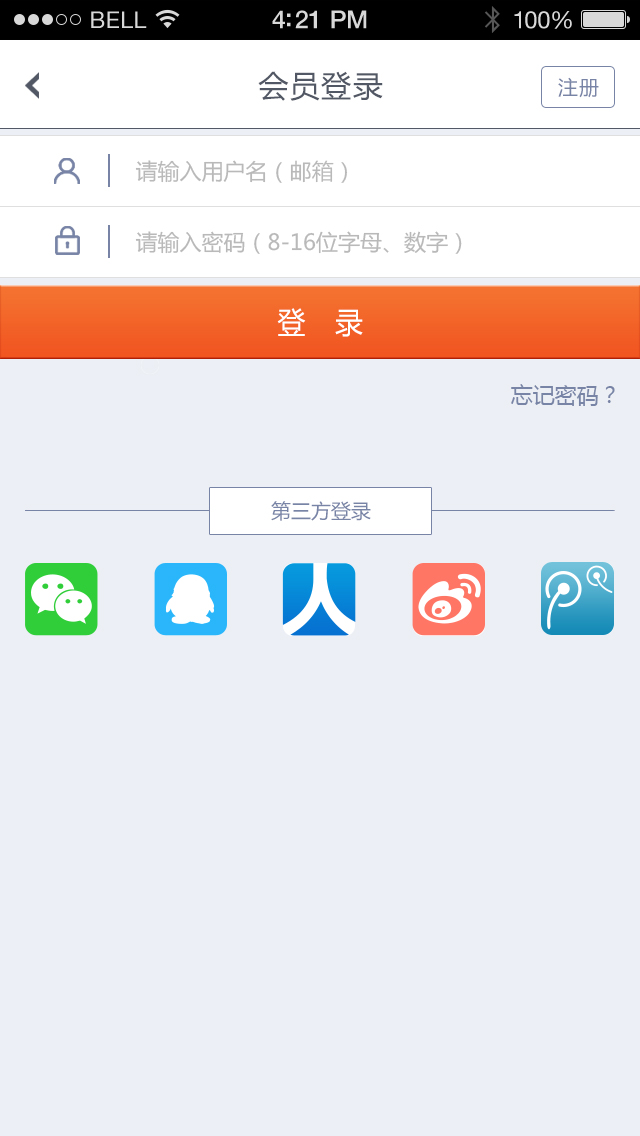 BELL 4:21 PM 100%
会员登录 注册
请输入用户名（邮箱）
请输入密码（8-16位字母、数字）
登 录
忘记密码？
第三方登录